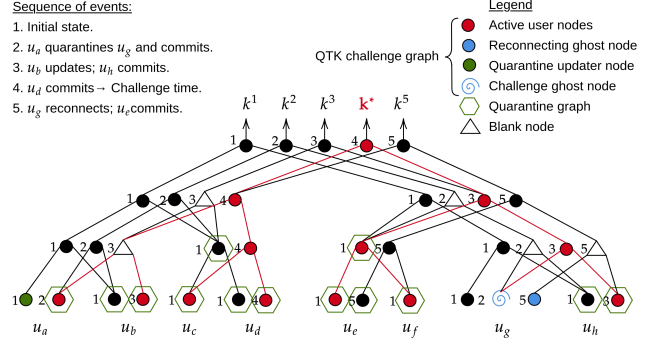 Sequence of events:
1. Initial state.
2. u_a quarantines u_g and commits.
3. u_b updates; u_h commits.
4. u_d commits→ Challenge time.
5. u_g reconnects; u_e commits.
Legend
QTK challenge graph
Active user nodes
Reconnecting ghost node
Quarantine updater node
Challenge ghost node
Quarantine graph
Blank node
k¹ k² k³ k* k⁵
1 2 3 4 5
1 2 3 4 1 2 3 5
1 2 3 1 4 1 5 1 2 3 5
1 2 1 3 1 1 4 1 5 1 1 2 5 1 3
u_a u_b u_c u_d u_e u_f u_g u_h